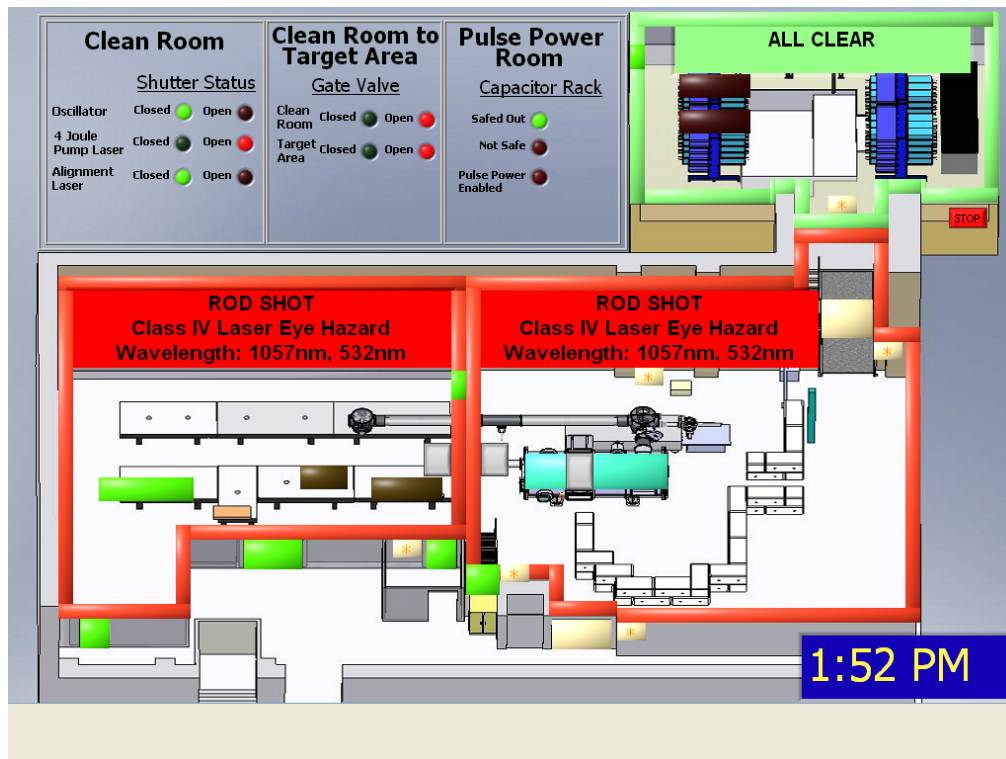 Clean Room
Shutter Status
Oscillator Closed Open
4 Joule
Pump Laser Closed Open
Alignment
Laser Closed Open
Clean Room to
Target Area
Gate Valve
Clean
Room Closed Open
Target
Area Closed Open
Pulse Power
Room
Capacitor Rack
Safed Out
Not Safe
Pulse Power
Enabled
ALL CLEAR
STOP
ROD SHOT
Class IV Laser Eye Hazard
Wavelength: 1057nm, 532nm
ROD SHOT
Class IV Laser Eye Hazard
Wavelength: 1057nm, 532nm
1:52 PM